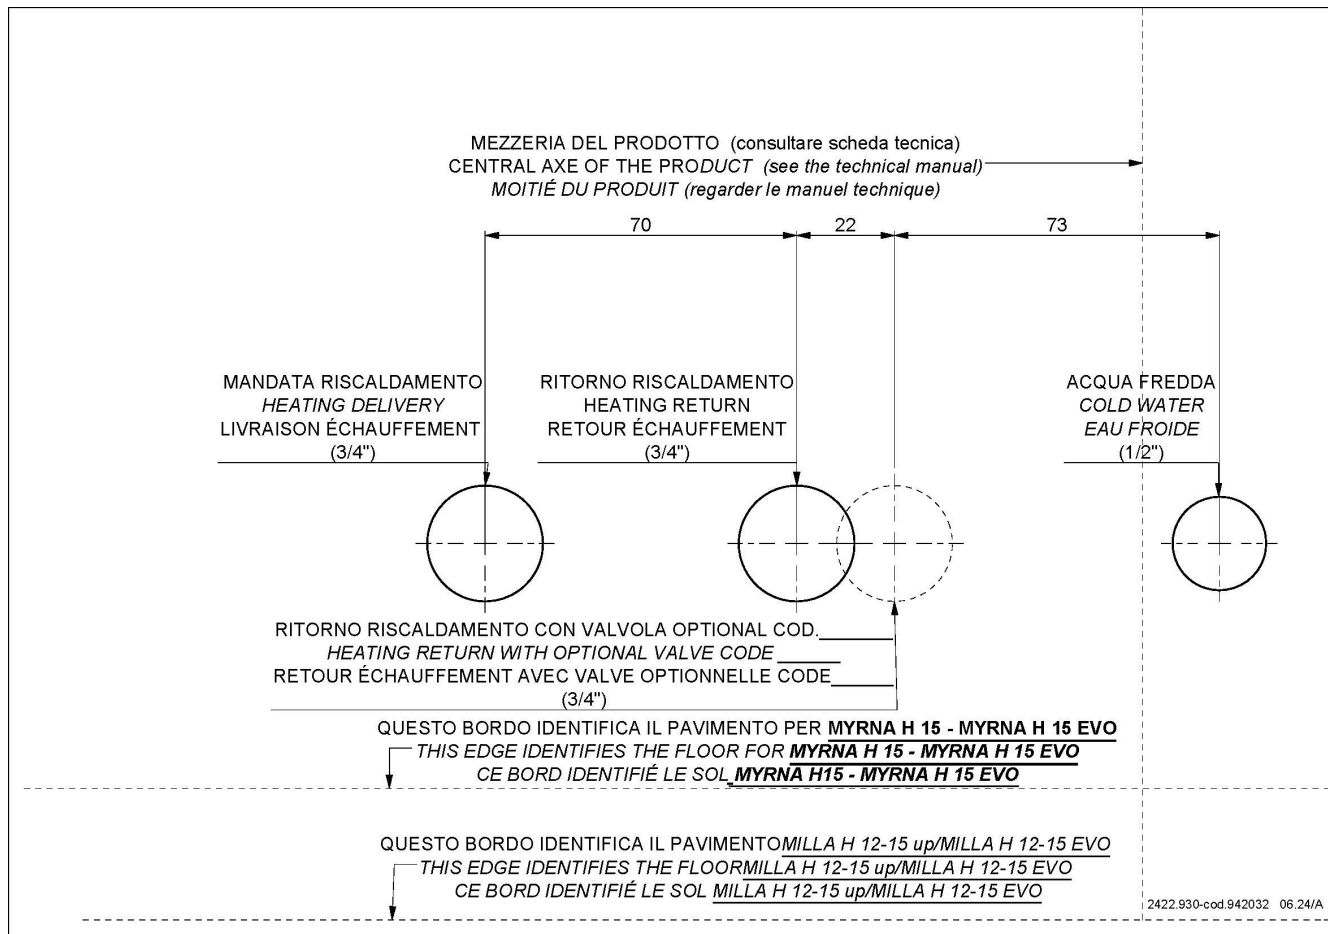 MEZZERIA DEL PRODOTTO (consultare scheda tecnica)
CENTRAL AXE OF THE PRODUCT (see the technical manual)
MOITIÉ DU PRODUIT (regarder le manuel technique)
70 22 73
MANDATA RISCALDAMENTO
HEATING DELIVERY
LIVRAISON ÉCHAUFFEMENT
(3/4")
RITORNO RISCALDAMENTO
HEATING RETURN
RETOUR ÉCHAUFFEMENT
(3/4")
ACQUA FREDDA
COLD WATER
EAU FROIDE
(1/2")
RITORNO RISCALDAMENTO CON VALVOLA OPTIONAL COD.
HEATING RETURN WITH OPTIONAL VALVE CODE
RETOUR ÉCHAUFFEMENT AVEC VALVE OPTIONNELLE CODE
(3/4")
QUESTO BORDO IDENTIFICA IL PAVIMENTO PER MYRNA H 15 - MYRNA H 15 EVO
THIS EDGE IDENTIFIES THE FLOOR FOR MYRNA H 15 - MYRNA H 15 EVO
CE BORD IDENTIFIÉ LE SOL MYRNA H15 - MYRNA H 15 EVO
QUESTO BORDO IDENTIFICA IL PAVIMENTO MILLA H 12-15 up/MILLA H 12-15 EVO
THIS EDGE IDENTIFIES THE FLOOR MILLA H 12-15 up/MILLA H 12-15 EVO
CE BORD IDENTIFIÉ LE SOL MILLA H 12-15 up/MILLA H 12-15 EVO
2422.930-cod.942032 06.24/A